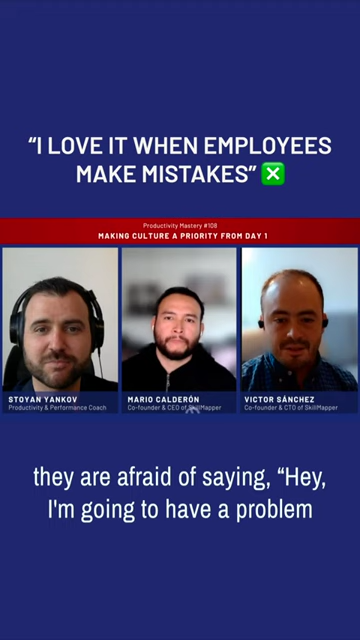 “I LOVE IT WHEN EMPLOYEES
MAKE MISTAKES” ❎
Productivity Mastery #108
MAKING CULTURE A PRIORITY FROM DAY 1
STOYAN YANKOV
Productivity & Performance Coach
MARIO CALDERÓN
Co-founder & CEO of SkillMapper
VICTOR SÁNCHEZ
Co-founder & CTO of SkillMapper
they are afraid of saying, “Hey,
I'm going to have a problem